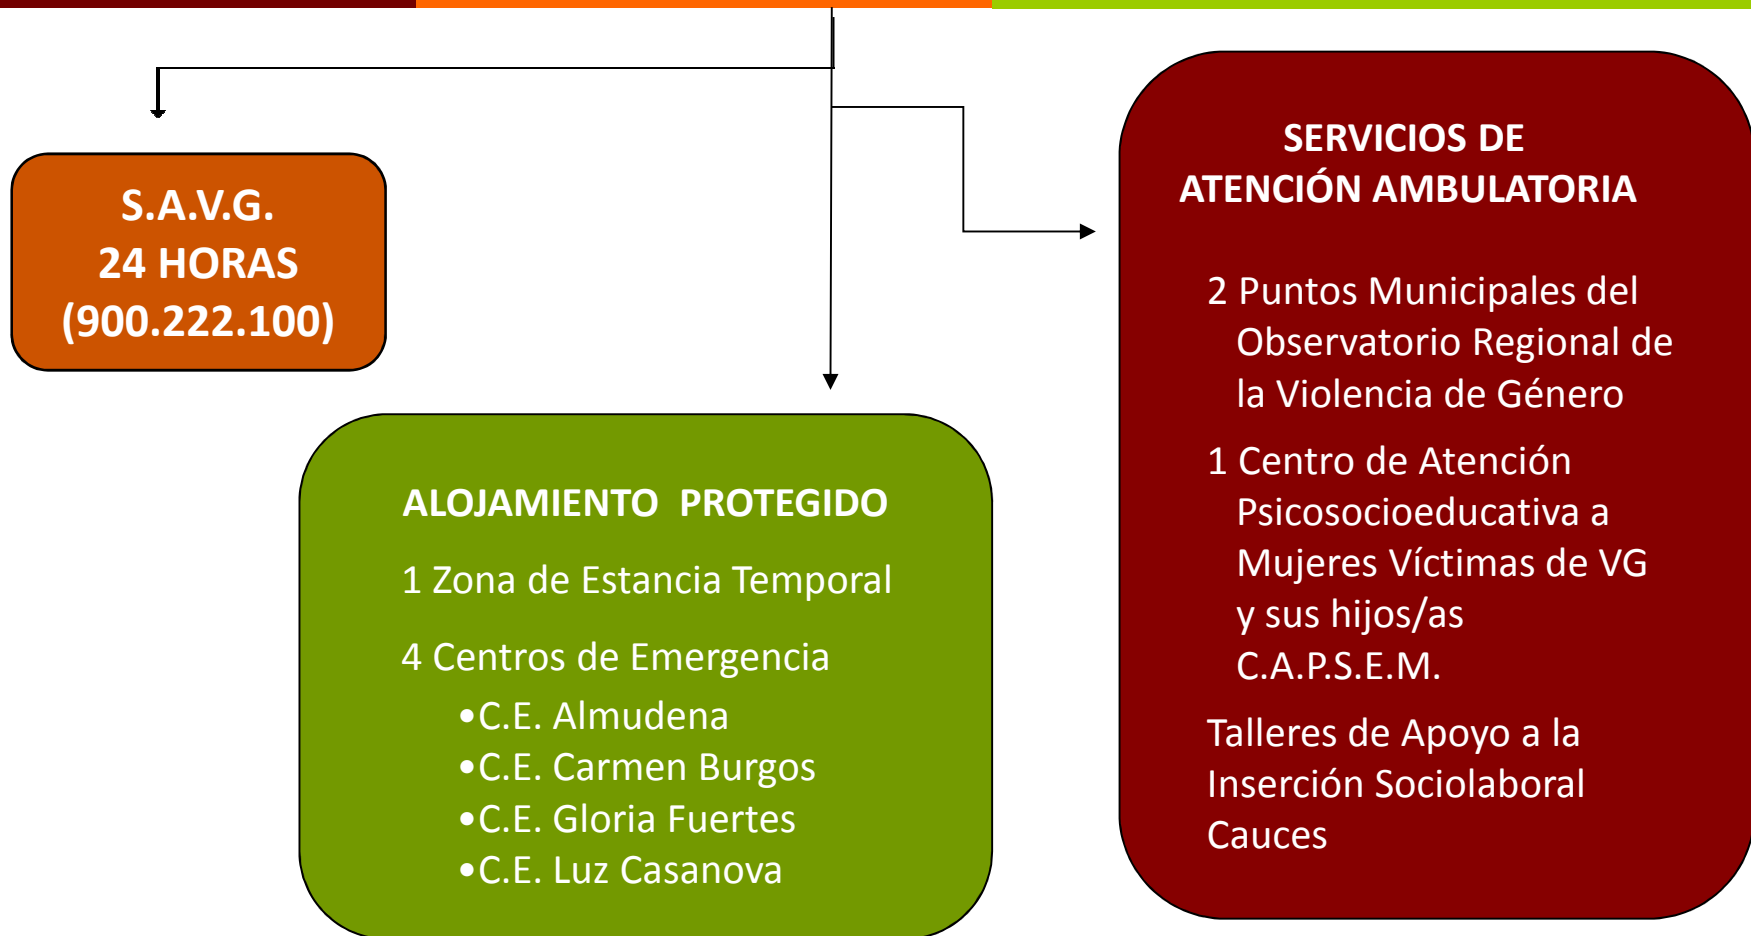 S.A.V.G.
24 HORAS
(900.222.100)
ALOJAMIENTO PROTEGIDO
1 Zona de Estancia Temporal
4 Centros de Emergencia
•C.E. Almudena
•C.E. Carmen Burgos
•C.E. Gloria Fuertes
•C.E. Luz Casanova
SERVICIOS DE
ATENCIÓN AMBULATORIA
2 Puntos Municipales del
Observatorio Regional de
la Violencia de Género
1 Centro de Atención
Psicosocioeducativa a
Mujeres Víctimas de VG
y sus hijos/as
C.A.P.S.E.M.
Talleres de Apoyo a la
Inserción Sociolaboral
Cauces